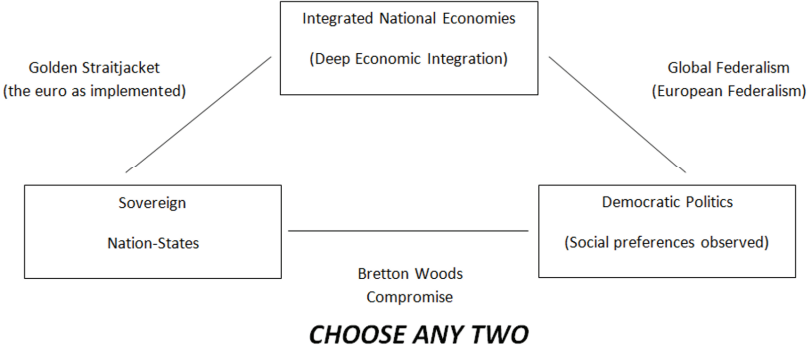 Integrated National Economies
(Deep Economic Integration)
Golden Straitjacket
(the euro as implemented)
Global Federalism
(European Federalism)
Sovereign
Nation-States
Democratic Politics
(Social preferences observed)
Bretton Woods
Compromise
CHOOSE ANY TWO